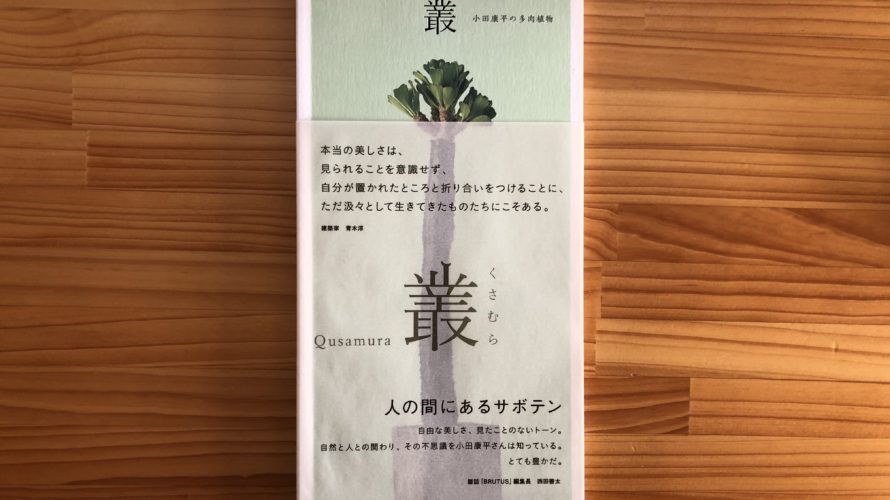 叢
小田康平の多肉植物
本当の美しさは、
見られることを意識せず、
自分が置かれたところと折り合いをつけることに、
ただ汲々として生きてきたものたちにこそある。
建築家 青木淳
叢
くさむら
Qusamura
人の間にあるサボテン
自由な美しさ、見たことのないトーン。
自然と人との関わり、その不思議を小田康平さんは知っている。
とても豊かだ。
雑誌「BRUTUS」編集長 西田善太